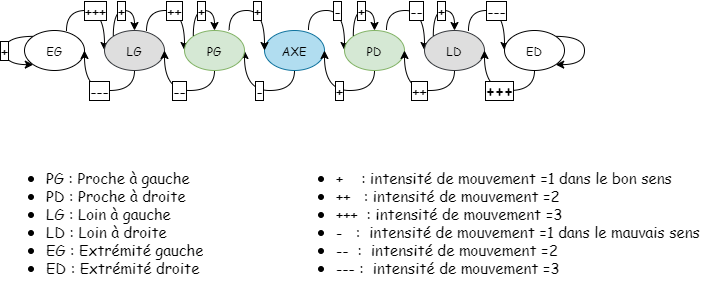 +++ + ++ + + - + -- + ---
+ EG LG PG AXE PD LD ED
--- -- - + ++ +++
• PG : Proche à gauche
• PD : Proche à droite
• LG : Loin à gauche
• LD : Loin à droite
• EG : Extrémité gauche
• ED : Extrémité droite
• + : intensité de mouvement =1 dans le bon sens
• ++ : intensité de mouvement =2
• +++ : intensité de mouvement =3
• - : intensité de mouvement =1 dans le mauvais sens
• -- : intensité de mouvement =2
• --- : intensité de mouvement =3